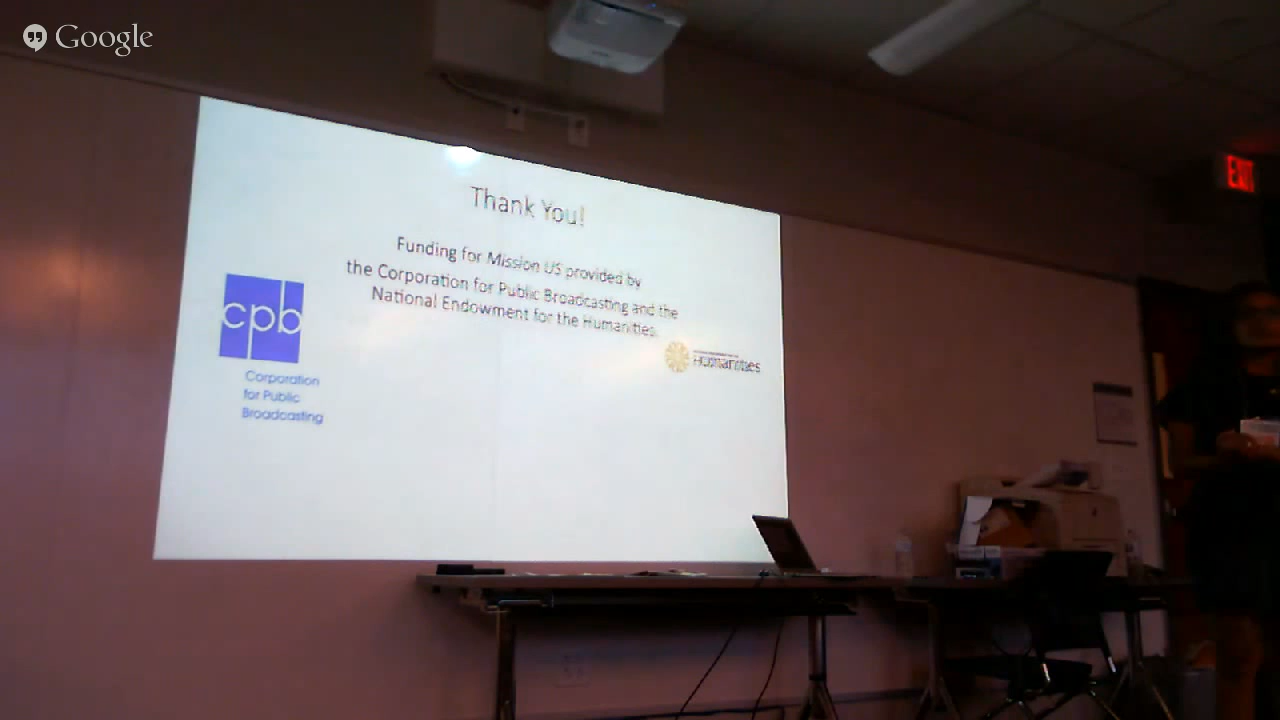 Google
EXIT
Thank You!
Funding for Mission US provided by
the Corporation for Public Broadcasting and the
National Endowment for the Humanities.
cpb
Corporation
for Public
Broadcasting
Humanities